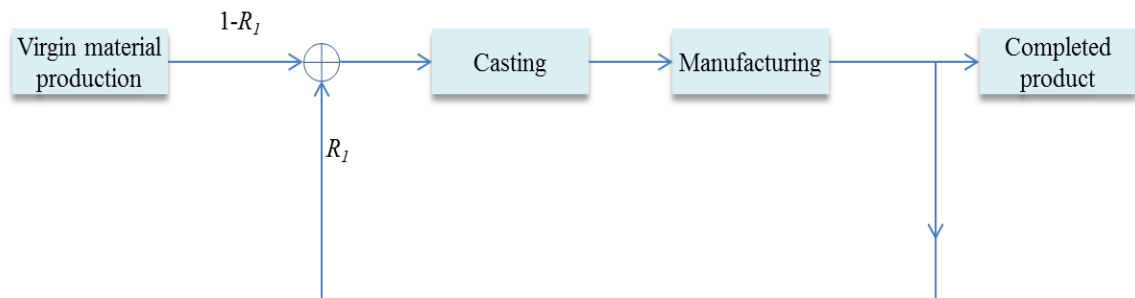 1-R1
Virgin material
production
Casting
Manufacturing
Completed
product
R1